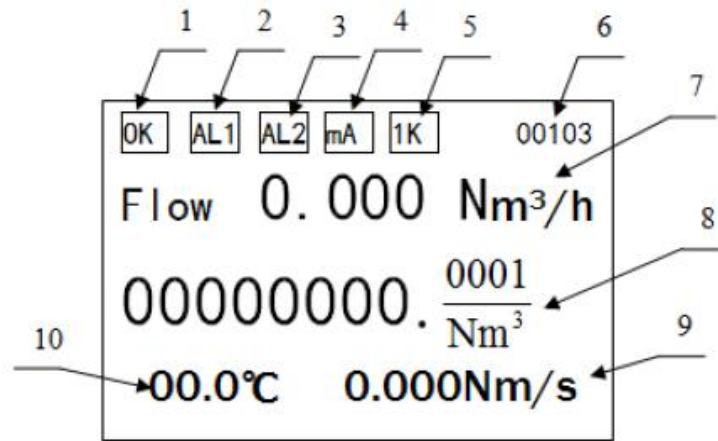 1 2 3 4 5 6
OK AL1 AL2 mA 1K 00103
7
Flow 0.000 Nm³/h
8
00000000. 0001
Nm³
9
10
00.0℃ 0.000Nm/s